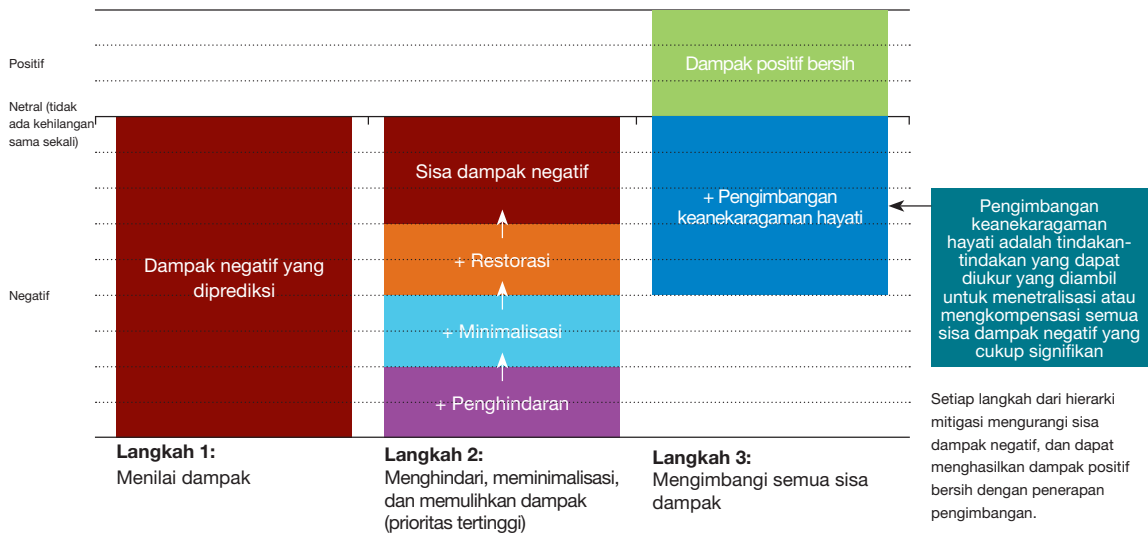 Positif
Netral (tidak
ada kehilangan
sama sekali)
Negatif
Dampak negatif yang
diprediksi
Sisa dampak negatif
+ Restorasi
+ Minimalisasi
+ Penghindaran
Dampak positif bersih
+ Pengimbangan
keanekaragaman hayati
Pengimbangan
keanekaragaman
hayati adalah tindakan-
tindakan yang dapat
diukur yang diambil
untuk menetralisasi atau
mengkompensasi semua
sisa dampak negatif yang
cukup signifikan
Langkah 1:
Menilai dampak
Langkah 2:
Menghindari, meminimalisasi,
dan memulihkan dampak
(prioritas tertinggi)
Langkah 3:
Mengimbangi semua sisa
dampak
Setiap langkah dari hierarki
mitigasi mengurangi sisa
dampak negatif, dan dapat
menghasilkan dampak positif
bersih dengan penerapan
pengimbangan.